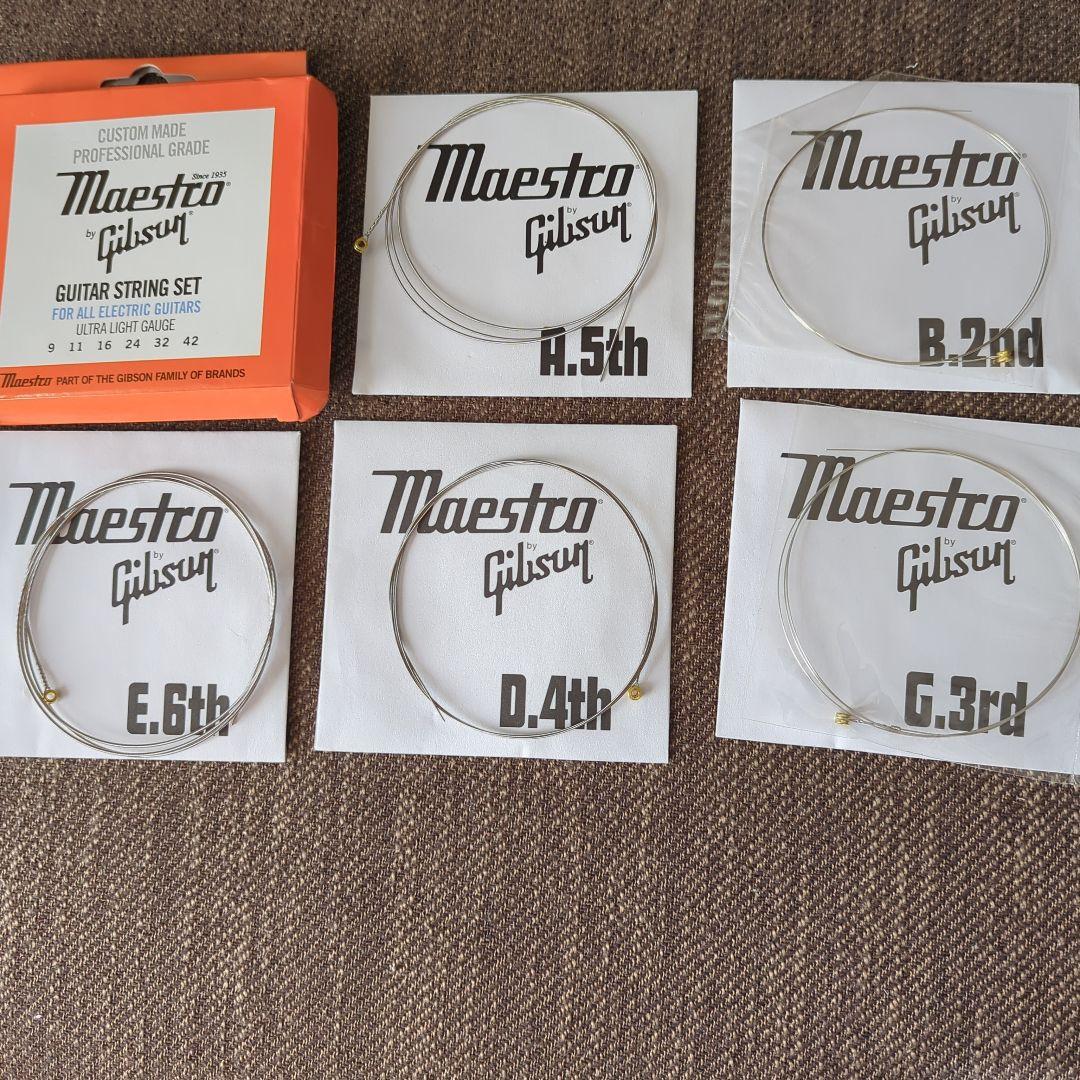 CUSTOM MADE
PROFESSIONAL GRADE
Since 1935
Maestro®
by Gibson®
GUITAR STRING SET
FOR ALL ELECTRIC GUITARS
ULTRA LIGHT GAUGE
9 11 16 24 32 42
Maestro PART OF THE GIBSON FAMILY OF BRANDS
Maestro®
by Gibson®
A.5th
Maestro®
by Gibson®
B.2nd
Maestro®
by Gibson®
E.6th
Maestro®
by Gibson®
D.4th
Maestro®
by Gibson®
G.3rd